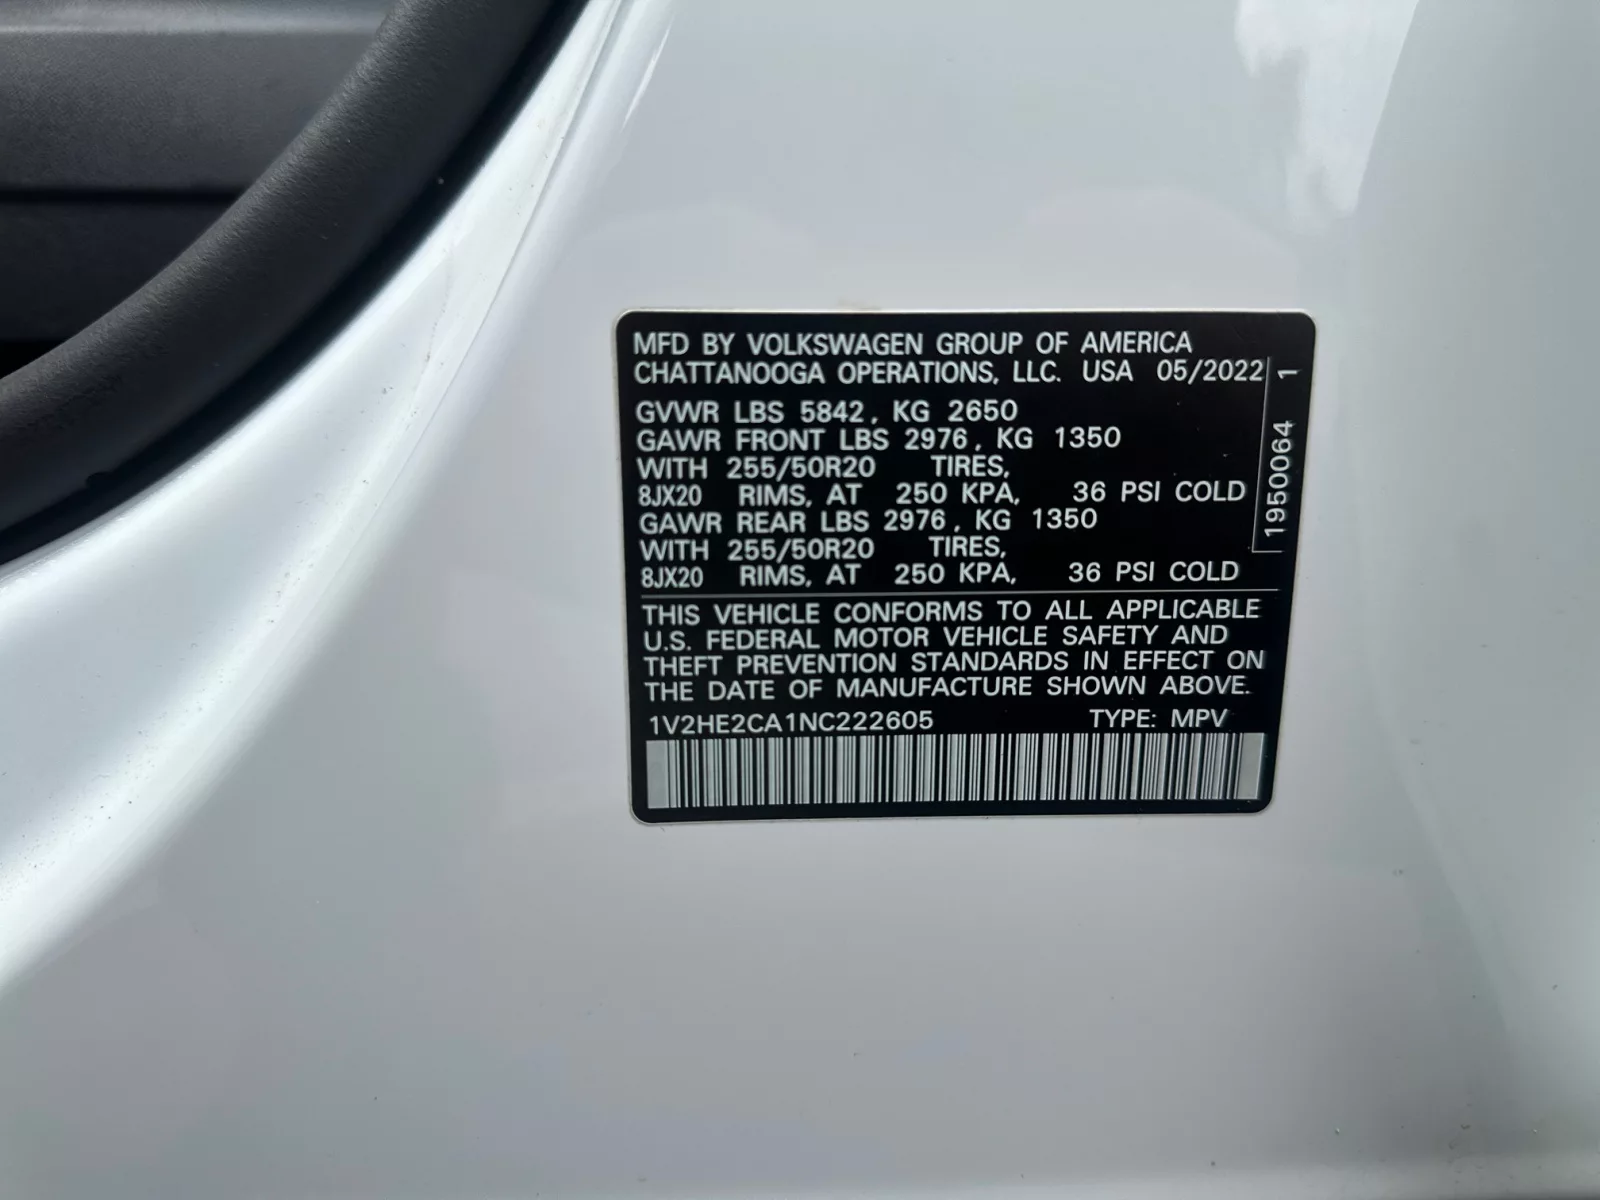 MFD BY VOLKSWAGEN GROUP OF AMERICA
CHATTANOOGA OPERATIONS, LLC. USA 05/2022
GVWR LBS 5842, KG 2650
GAWR FRONT LBS 2976, KG 1350
WITH 255/50R20 TIRES,
8JX20 RIMS, AT 250 KPA, 36 PSI COLD
GAWR REAR LBS 2976, KG 1350
WITH 255/50R20 TIRES,
8JX20 RIMS, AT 250 KPA, 36 PSI COLD
1950064 1
THIS VEHICLE CONFORMS TO ALL APPLICABLE
U.S. FEDERAL MOTOR VEHICLE SAFETY AND
THEFT PREVENTION STANDARDS IN EFFECT ON
THE DATE OF MANUFACTURE SHOWN ABOVE.
1V2HE2CA1NC222605 TYPE: MPV